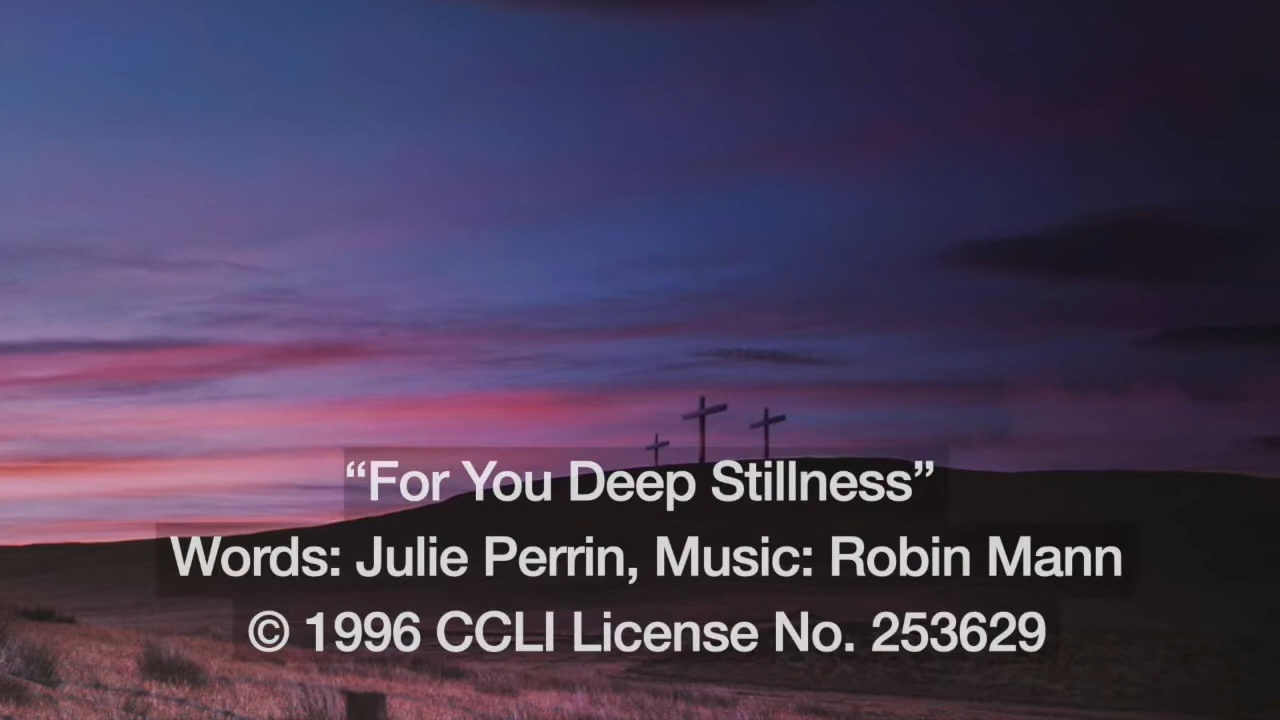 “For You Deep Stillness”
Words: Julie Perrin, Music: Robin Mann
© 1996 CCLI License No. 253629